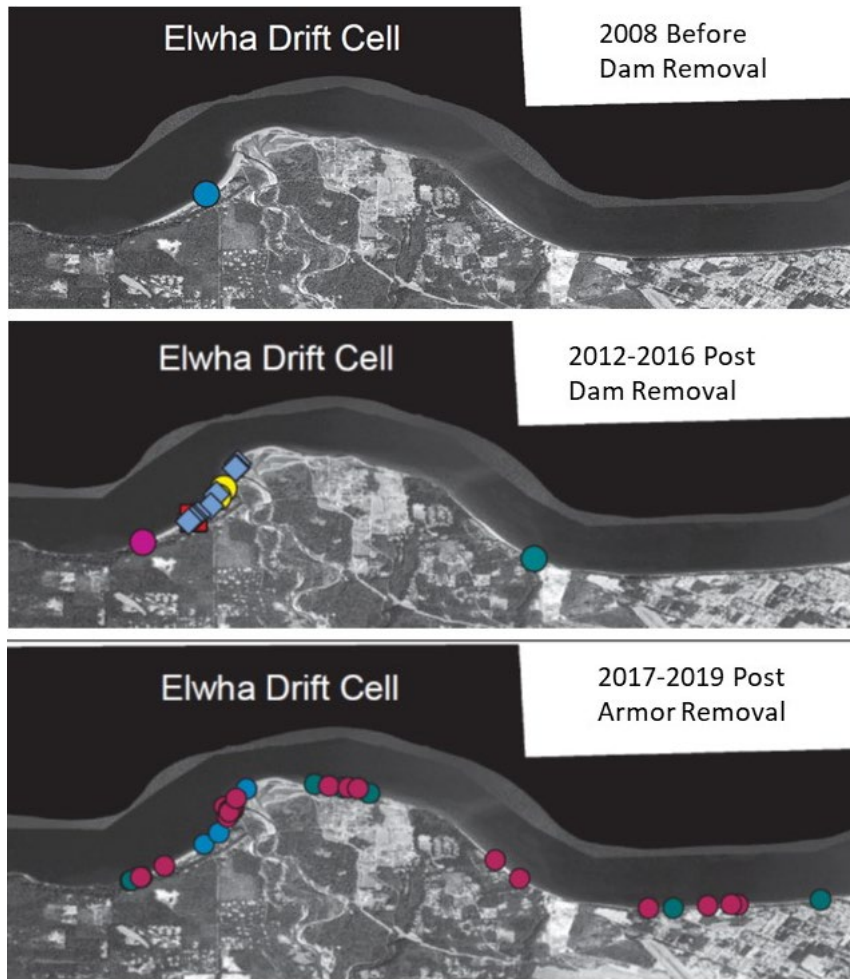 Elwha Drift Cell
2008 Before
Dam Removal
Elwha Drift Cell
2012-2016 Post
Dam Removal
Elwha Drift Cell
2017-2019 Post
Armor Removal